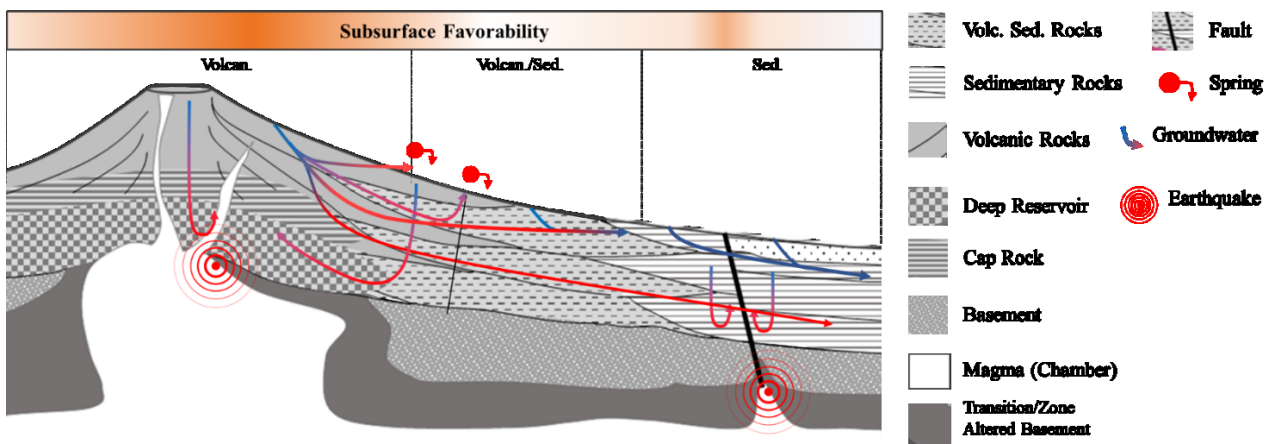 Subsurface Favorability
Volcan.
Volcan./Sed.
Sed.
Volc. Sed. Rocks
Fault
Sedimentary Rocks
Spring
Volcanic Rocks
Groundwater
Deep Reservoir
Earthquake
Cap Rock
Basement
Magma (Chamber)
Transition/Zone
Altered Basement